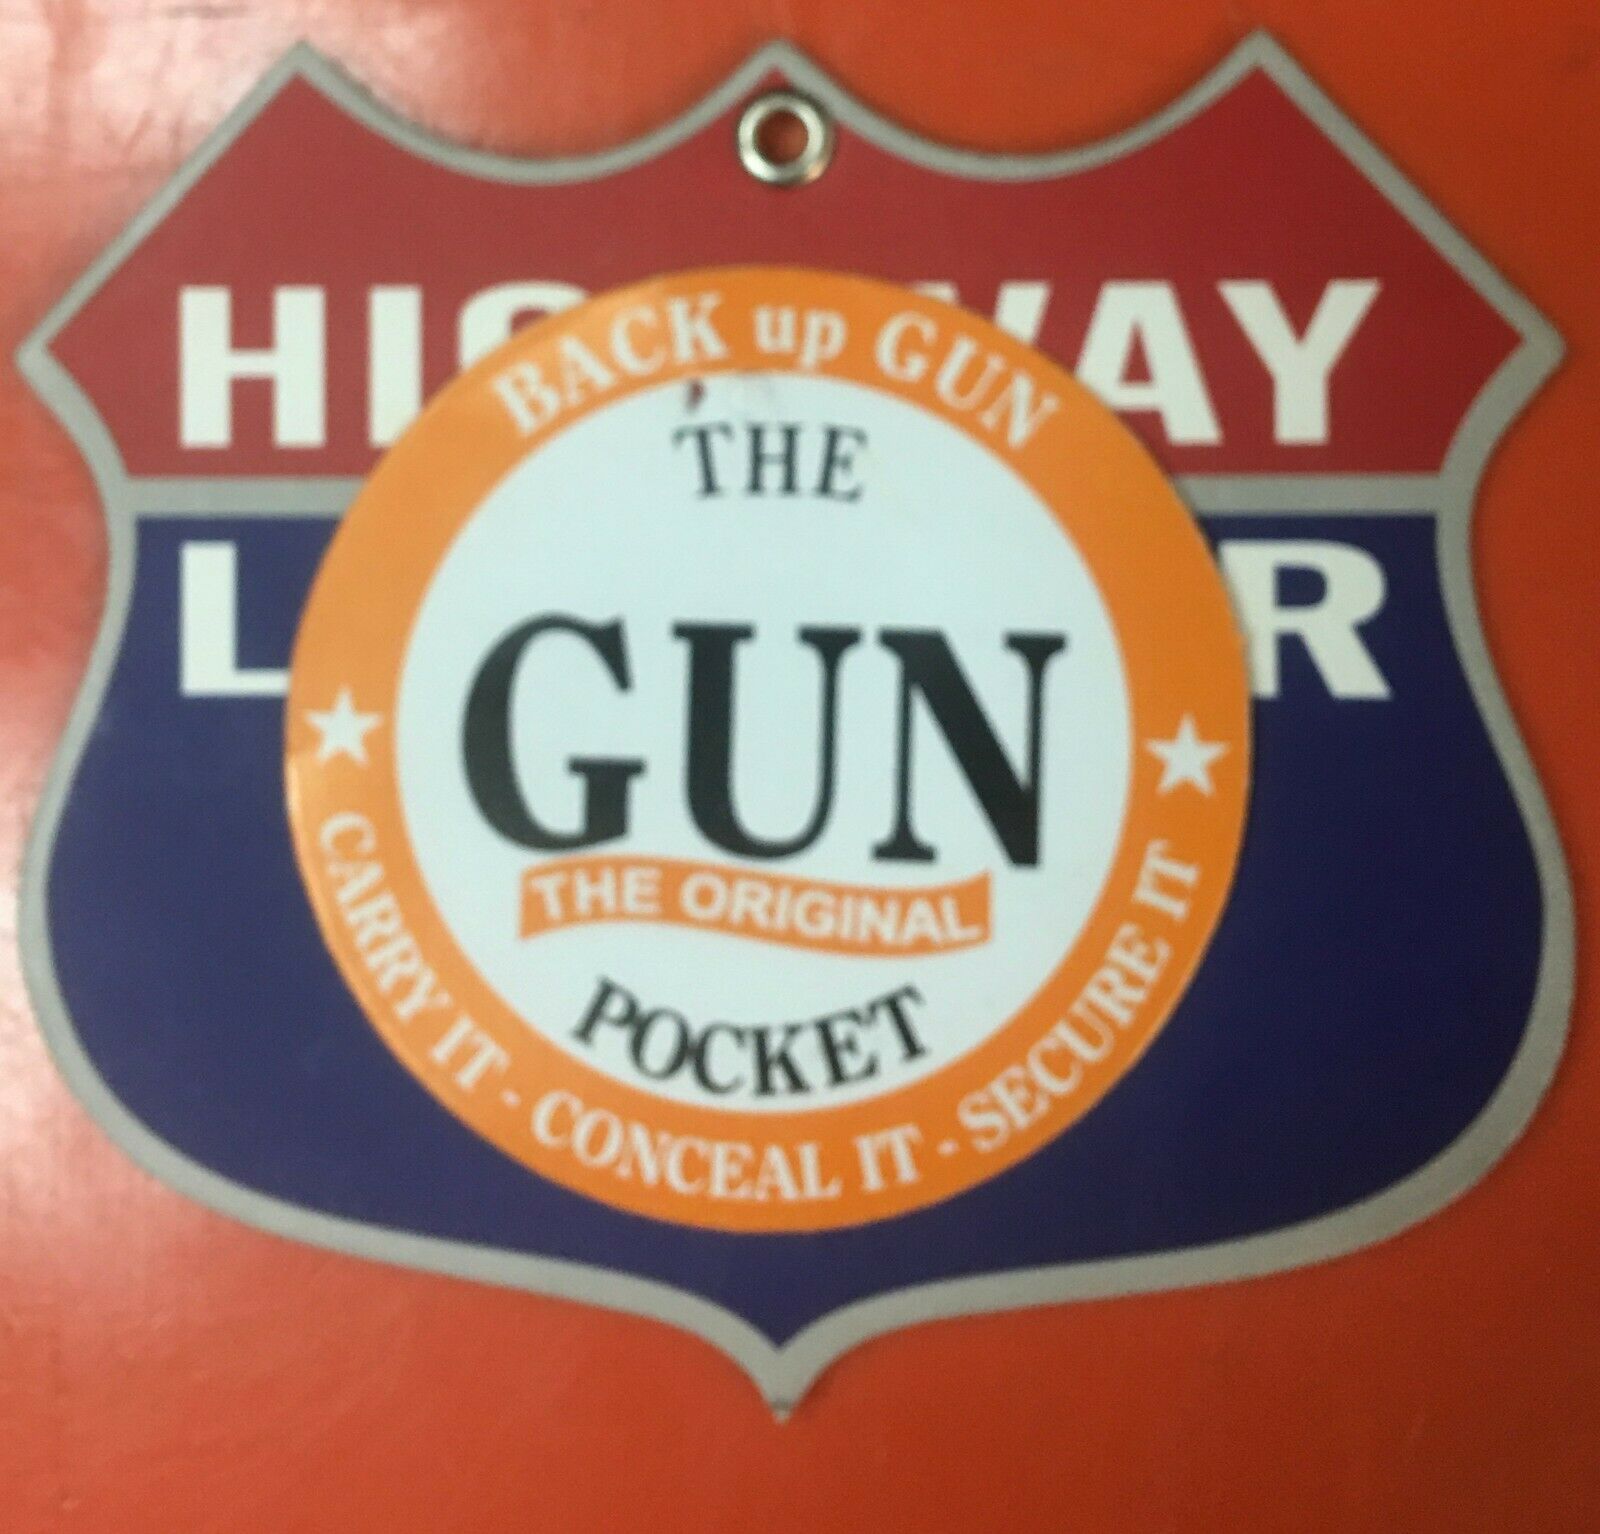 BACK up GUN
THE
GUN
THE ORIGINAL
POCKET
CARRY IT - CONCEAL IT - SECURE IT